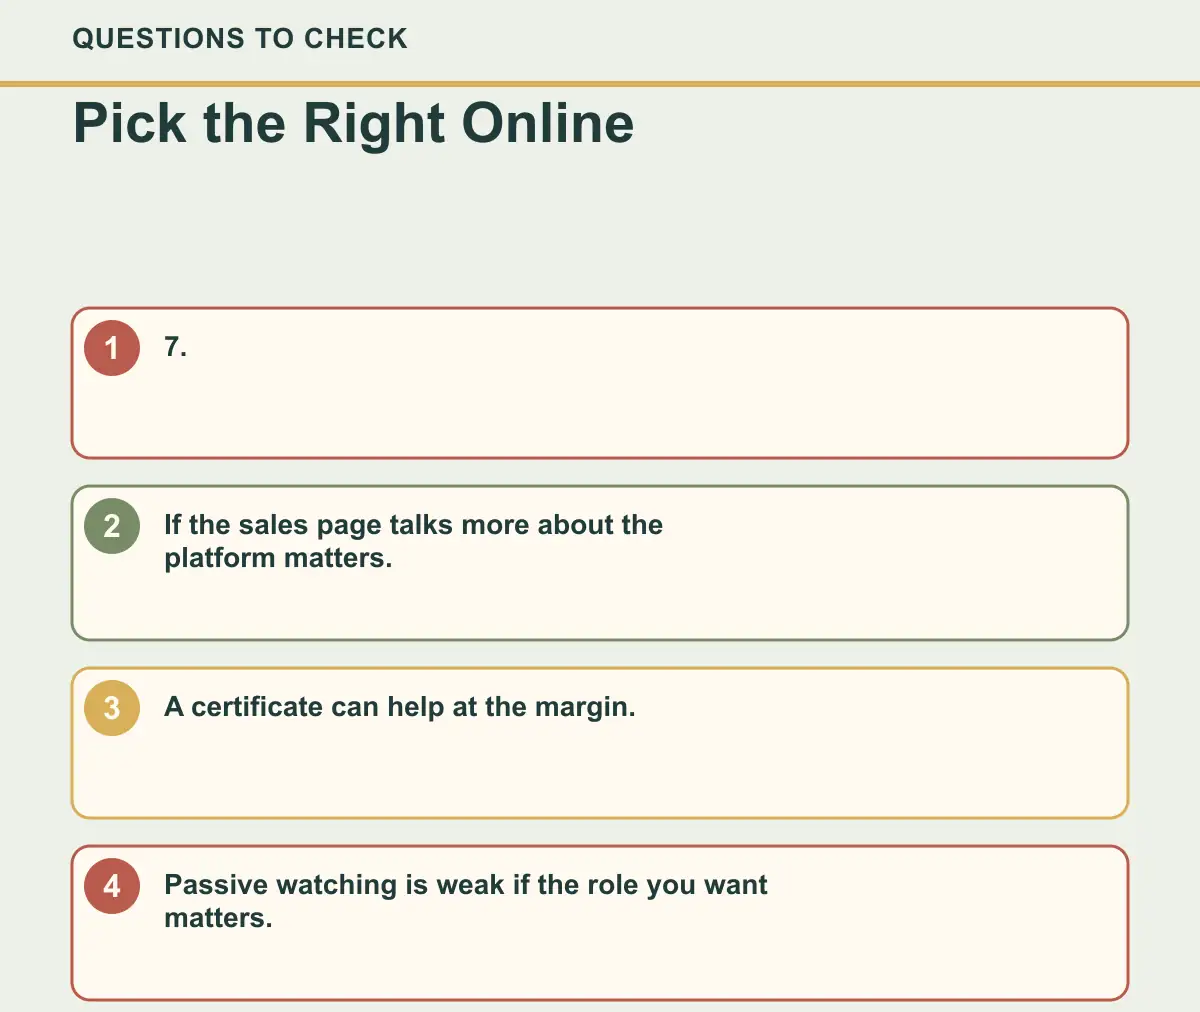 QUESTIONS TO CHECK
Pick the Right Online
1
7.
2
If the sales page talks more about the
platform matters.
3
A certificate can help at the margin.
4
Passive watching is weak if the role you want
matters.